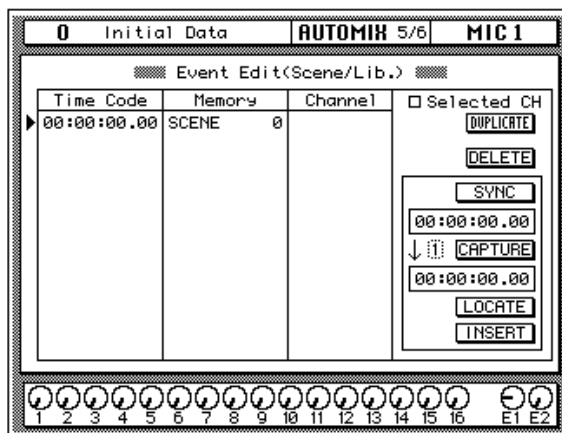 0 Initial Data AUTOMIX 5/6 MIC 1
Event Edit(Scene/Lib.)
Time Code Memory Channel Selected CH
00:00:00.00 SCENE 0 DUPLICATE
DELETE
SYNC
00:00:00.00
1 CAPTURE
00:00:00.00
LOCATE
INSERT
1 2 3 4 5 6 7 8 9 10 11 12 13 14 15 16 E1 E2